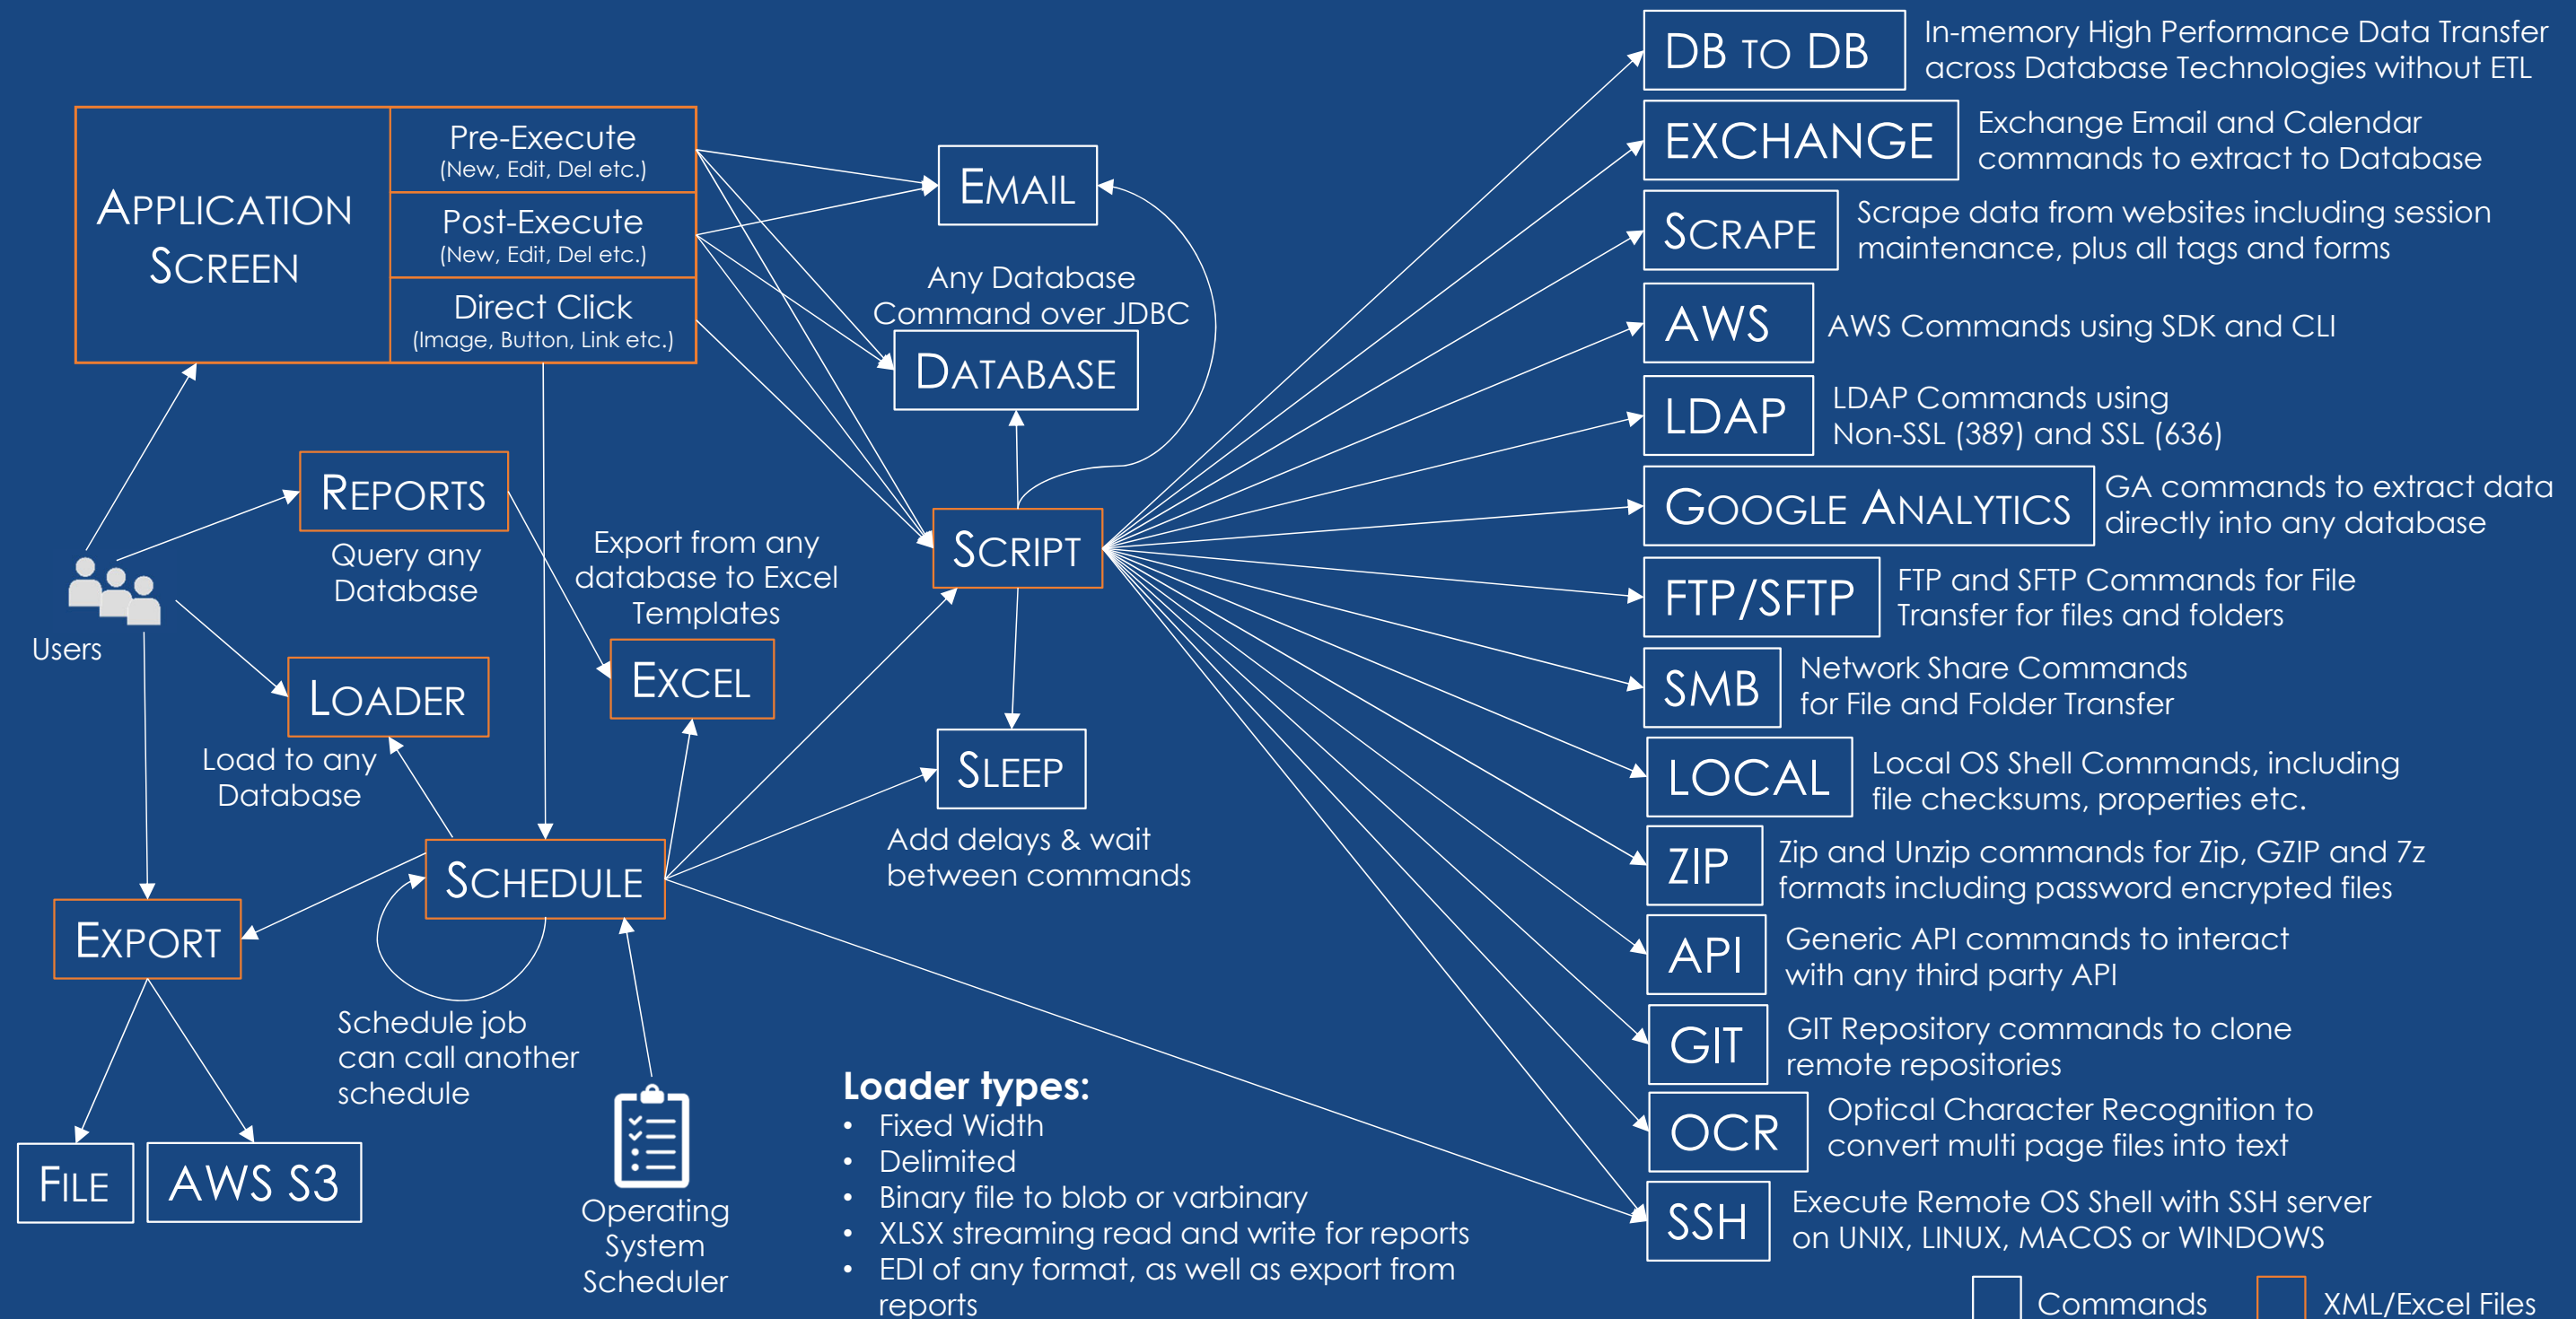 APPLICATION
SCREEN
Pre-Execute
(New, Edit, Del etc.)
Post-Execute
(New, Edit, Del etc.)
Direct Click
(Image, Button, Link etc.)
EMAIL
Any Database
Command over JDBC
DATABASE
REPORTS
Query any
Database
Export from any
database to Excel
Templates
EXCEL
SCRIPT
Users
LOADER
Load to any
Database
SLEEP
Add delays & wait
between commands
SCHEDULE
EXPORT
Schedule job
can call another
schedule
FILE
AWS S3
Operating
System
Scheduler
Loader types:
• Fixed Width
• Delimited
• Binary file to blob or varbinary
• XLSX streaming read and write for reports
• EDI of any format, as well as export from
reports
DB TO DB
In-memory High Performance Data Transfer
across Database Technologies without ETL
EXCHANGE
Exchange Email and Calendar
commands to extract to Database
SCRAPE
Scrape data from websites including session
maintenance, plus all tags and forms
AWS
AWS Commands using SDK and CLI
LDAP
LDAP Commands using
Non-SSL (389) and SSL (636)
GOOGLE ANALYTICS
GA commands to extract data
directly into any database
FTP/SFTP
FTP and SFTP Commands for File
Transfer for files and folders
SMB
Network Share Commands
for File and Folder Transfer
LOCAL
Local OS Shell Commands, including
file checksums, properties etc.
ZIP
Zip and Unzip commands for Zip, GZIP and 7z
formats including password encrypted files
API
Generic API commands to interact
with any third party API
GIT
GIT Repository commands to clone
remote repositories
OCR
Optical Character Recognition to
convert multi page files into text
SSH
Execute Remote OS Shell with SSH server
on UNIX, LINUX, MACOS or WINDOWS
Commands
XML/Excel Files